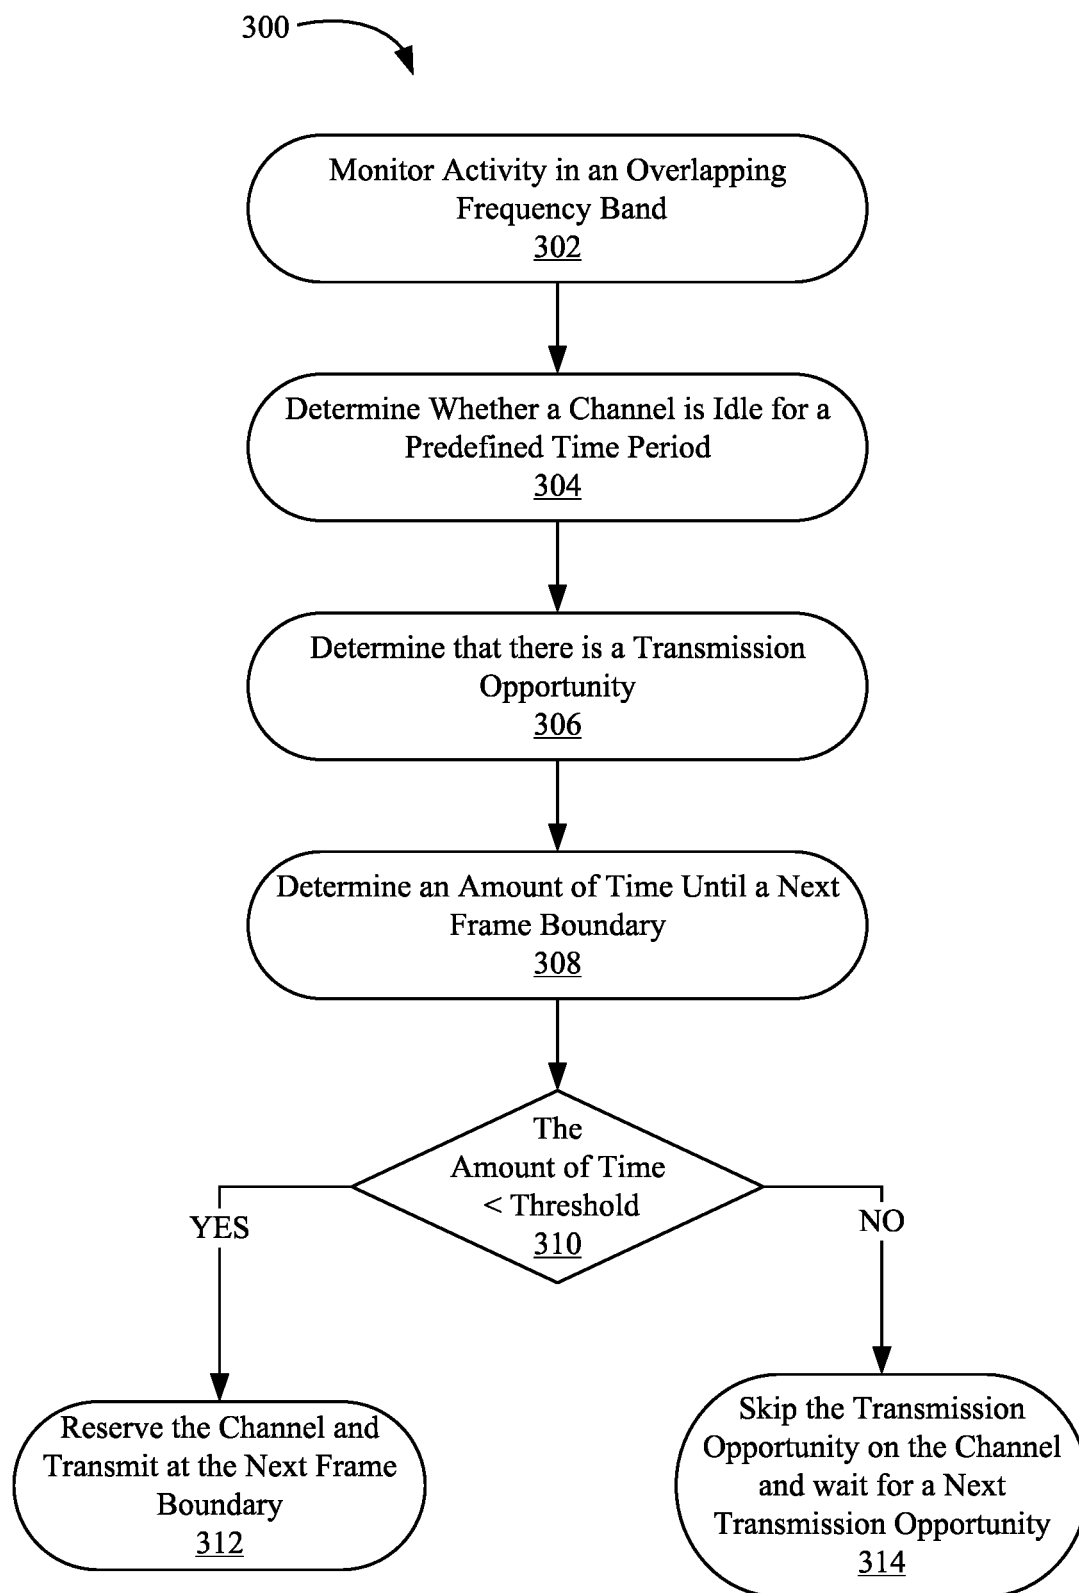 300
Monitor Activity in an Overlapping
Frequency Band
302
Determine Whether a Channel is Idle for a
Predefined Time Period
304
Determine that there is a Transmission
Opportunity
306
Determine an Amount of Time Until a Next
Frame Boundary
308
The
Amount of Time
< Threshold
310
YES
NO
Reserve the Channel and
Transmit at the Next Frame
Boundary
312
Skip the Transmission
Opportunity on the Channel
and wait for a Next
Transmission Opportunity
314